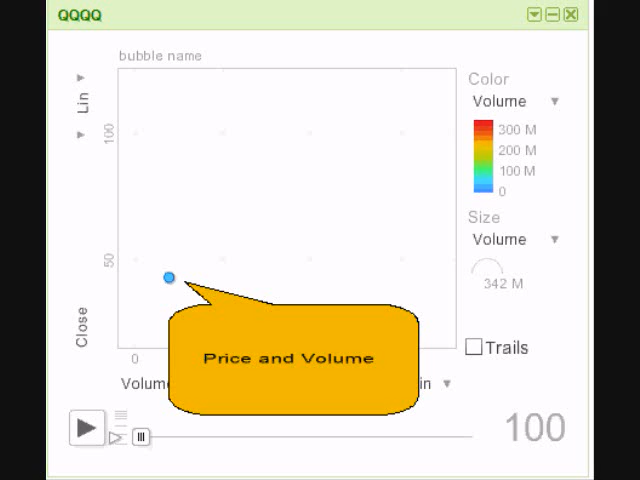 QQQQ
bubble name
Lin
100
50
Close
0
Price and Volume
Volum
in
Color
Volume
300 M
200 M
100 M
0
Size
Volume
342 M
Trails
100